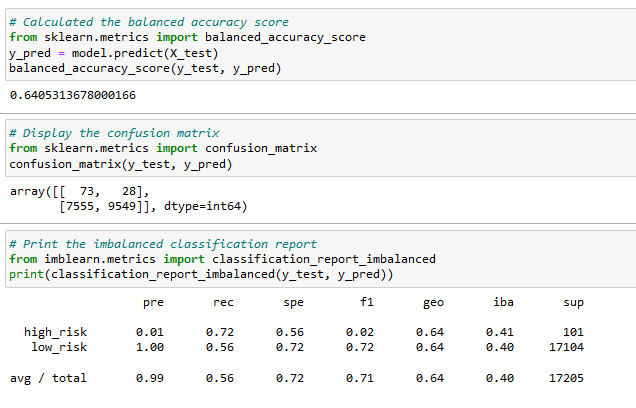 # Calculated the balanced accuracy score
from sklearn.metrics import balanced_accuracy_score
y_pred = model.predict(X_test)
balanced_accuracy_score(y_test, y_pred)
0.6405313678000166
# Display the confusion matrix
from sklearn.metrics import confusion_matrix
confusion_matrix(y_test, y_pred)
array([[  73,   28],
       [7555, 9549]], dtype=int64)
# Print the imbalanced classification report
from imblearn.metrics import classification_report_imbalanced
print(classification_report_imbalanced(y_test, y_pred))
                   pre       rec       spe        f1       geo       iba       sup
  high_risk       0.01      0.72      0.56      0.02      0.64      0.41       101
   low_risk       1.00      0.56      0.72      0.72      0.64      0.40     17104
avg / total       0.99      0.56      0.72      0.71      0.64      0.40     17205